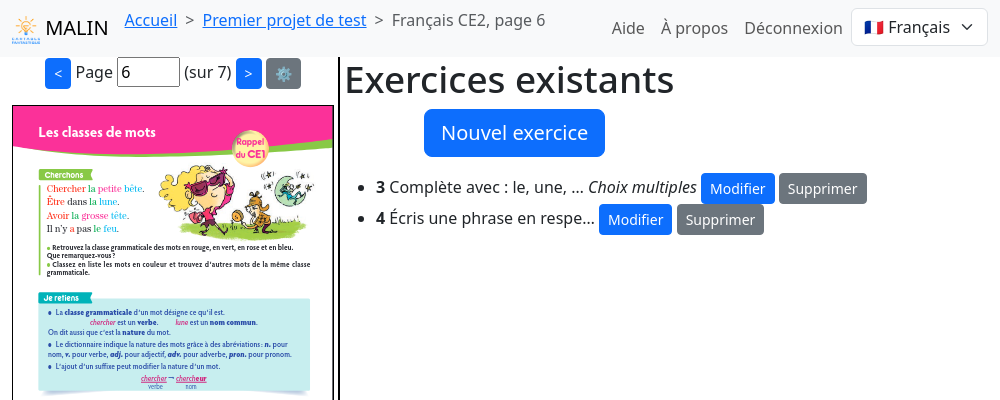 MALIN Accueil > Premier projet de test > Français CE2, page 6 Aide À propos Déconnexion 🇫🇷 Français
< Page 6 (sur 7) > ⚙️
Les classes de mots
Rappel
du CE1
Cherchons
Chercher la petite bête.
Être dans la lune.
Avoir la grosse tête.
Il n'y a pas le feu.
● Retrouvez la classe grammaticale des mots en rouge, en vert, en rose et en bleu.
Que remarquez-vous ?
● Classez en liste les mots en couleur et trouvez d'autres mots de la même classe
grammaticale.
Je retiens
● La classe grammaticale d'un mot désigne ce qu'il est.
chercher est un verbe. lune est un nom commun.
On dit aussi que c'est la nature du mot.
● Le dictionnaire indique la nature des mots grâce à des abréviations : n. pour
nom, v. pour verbe, adj. pour adjectif, adv. pour adverbe, pron. pour pronom.
● L'ajout d'un suffixe peut modifier la nature d'un mot.
chercher → chercheur
verbe nom
Exercices existants
Nouvel exercice
• 3 Complète avec : le, une, … Choix multiples Modifier Supprimer
• 4 Écris une phrase en respe… Modifier Supprimer